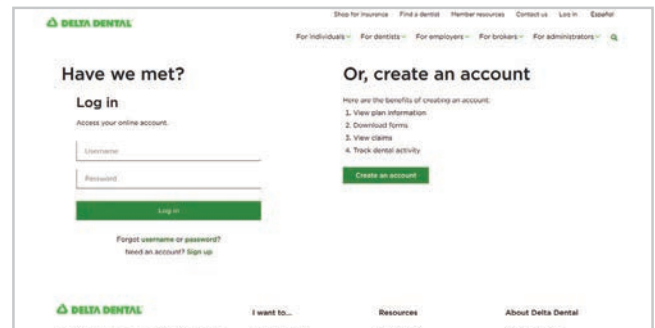 Shop for insurance Find a dentist Member resources Contact us Log in Español
DELTA DENTAL
For individuals For dentists For employers For brokers For administrators
Have we met?
Log in
Access your online account.
Username
Password
Log in
Forgot username or password?
Need an account? Sign up
Or, create an account
Here are the benefits of creating an account:
1. View plan information
2. Download forms
3. View claims
4. Track dental activity
Create an account
DELTA DENTAL
I want to...
Resources
About Delta Dental